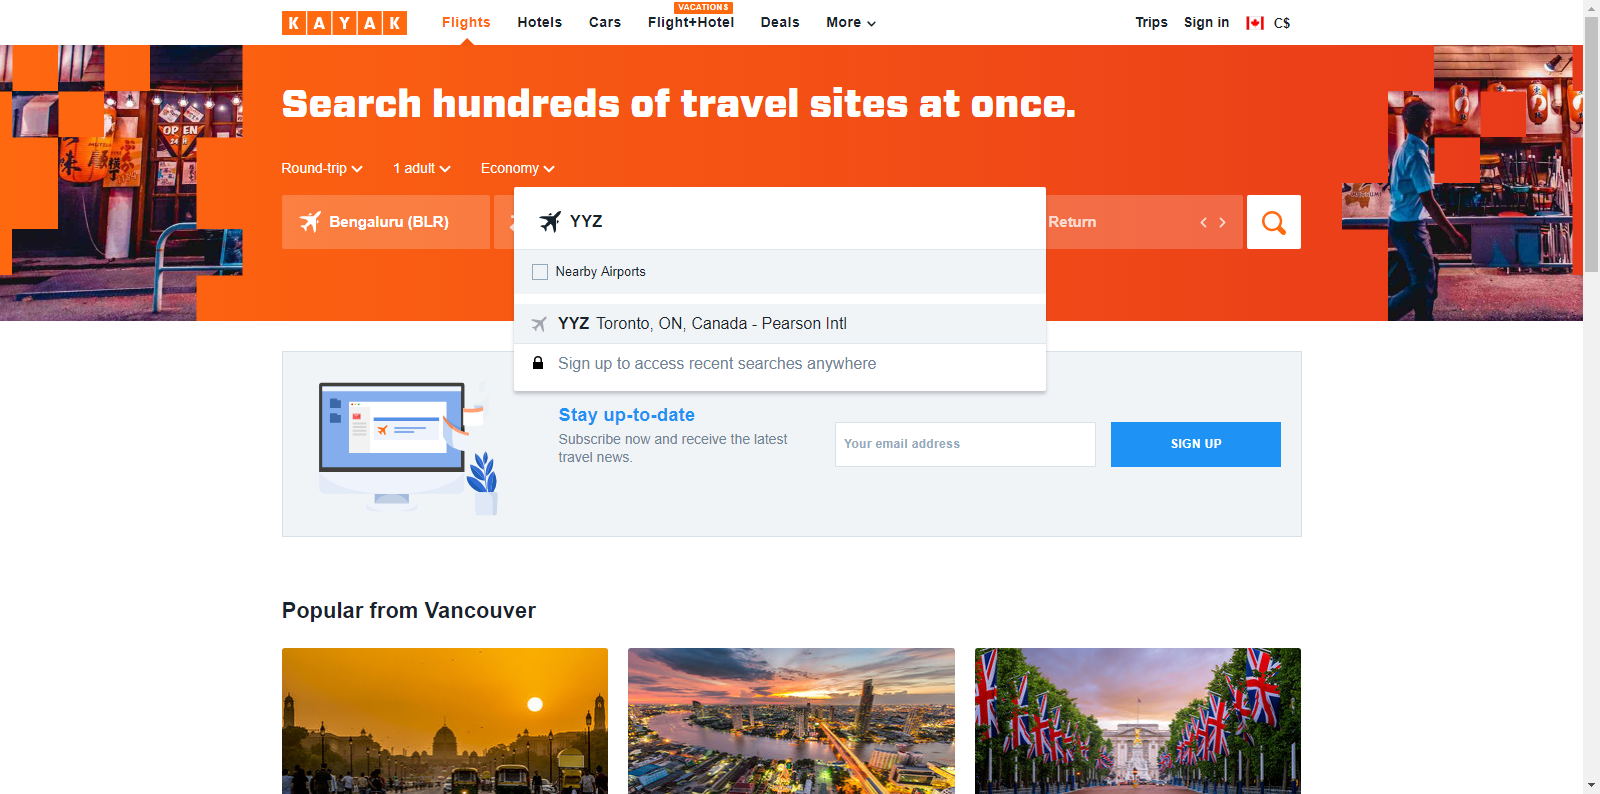 KAYAK
Flights
Hotels
Cars
VACATIONS
Flight+Hotel
Deals
More
Trips
Sign in
C$
OPEN
Search hundreds of travel sites at once.
Round-trip
1 adult
Economy
Bengaluru (BLR)
YYZ
Return
Nearby Airports
YYZ Toronto, ON, Canada - Pearson Intl
Sign up to access recent searches anywhere
Stay up-to-date
Subscribe now and receive the latest
travel news.
Your email address
SIGN UP
Popular from Vancouver